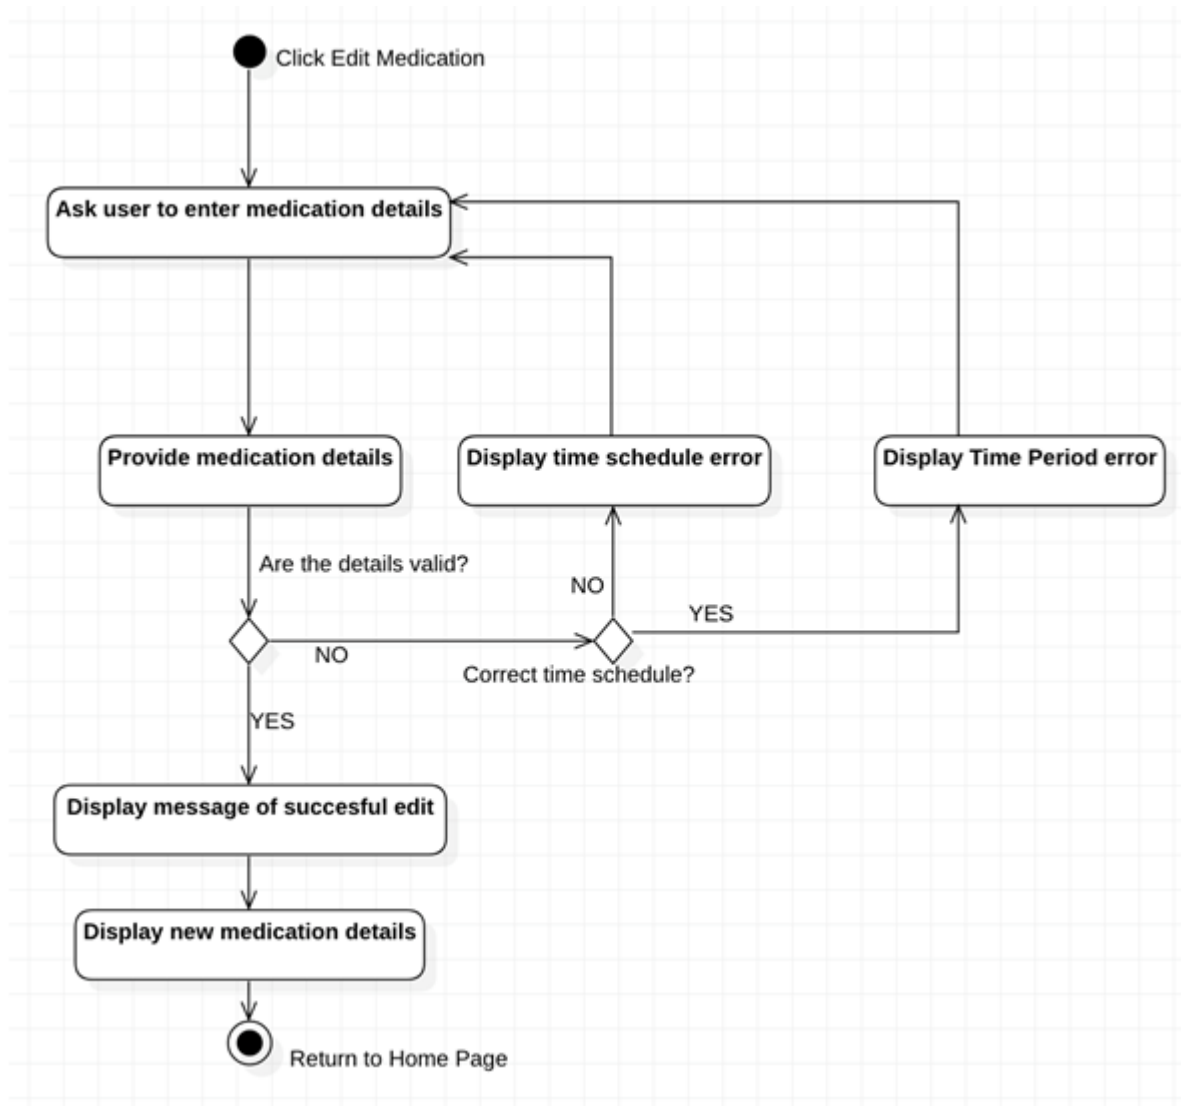 Click Edit Medication
Ask user to enter medication details
Provide medication details
Display time schedule error
Display Time Period error
Are the details valid?
NO
YES
NO
Correct time schedule?
YES
Display message of succesful edit
Display new medication details
Return to Home Page